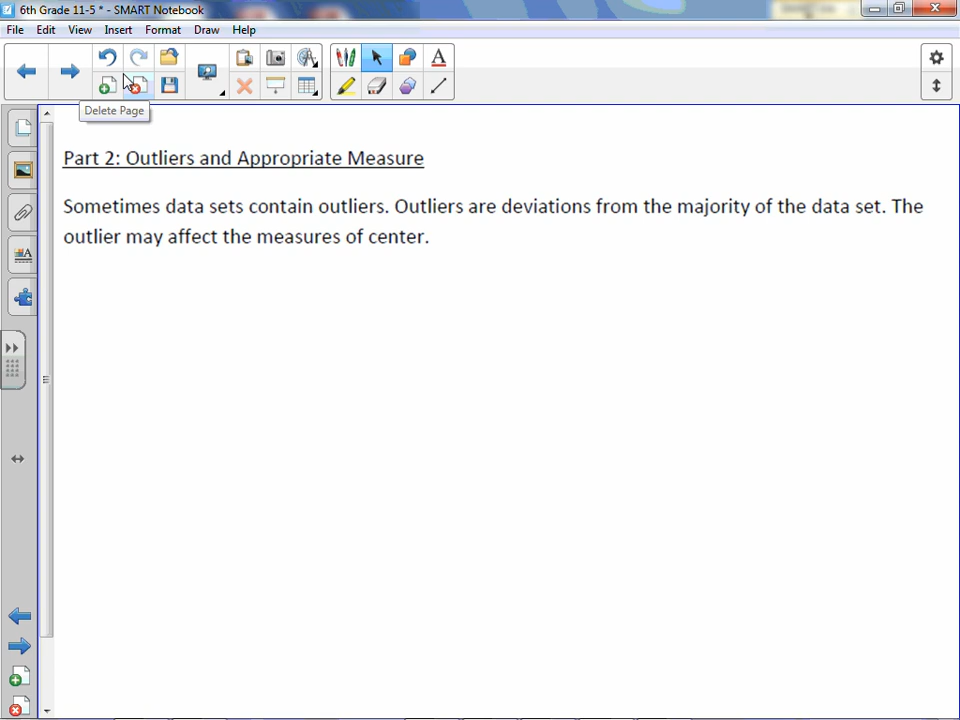 6th Grade 11-5 * - SMART Notebook
File Edit View Insert Format Draw Help
Delete Page
Part 2: Outliers and Appropriate Measure
Sometimes data sets contain outliers. Outliers are deviations from the majority of the data set. The
outlier may affect the measures of center.